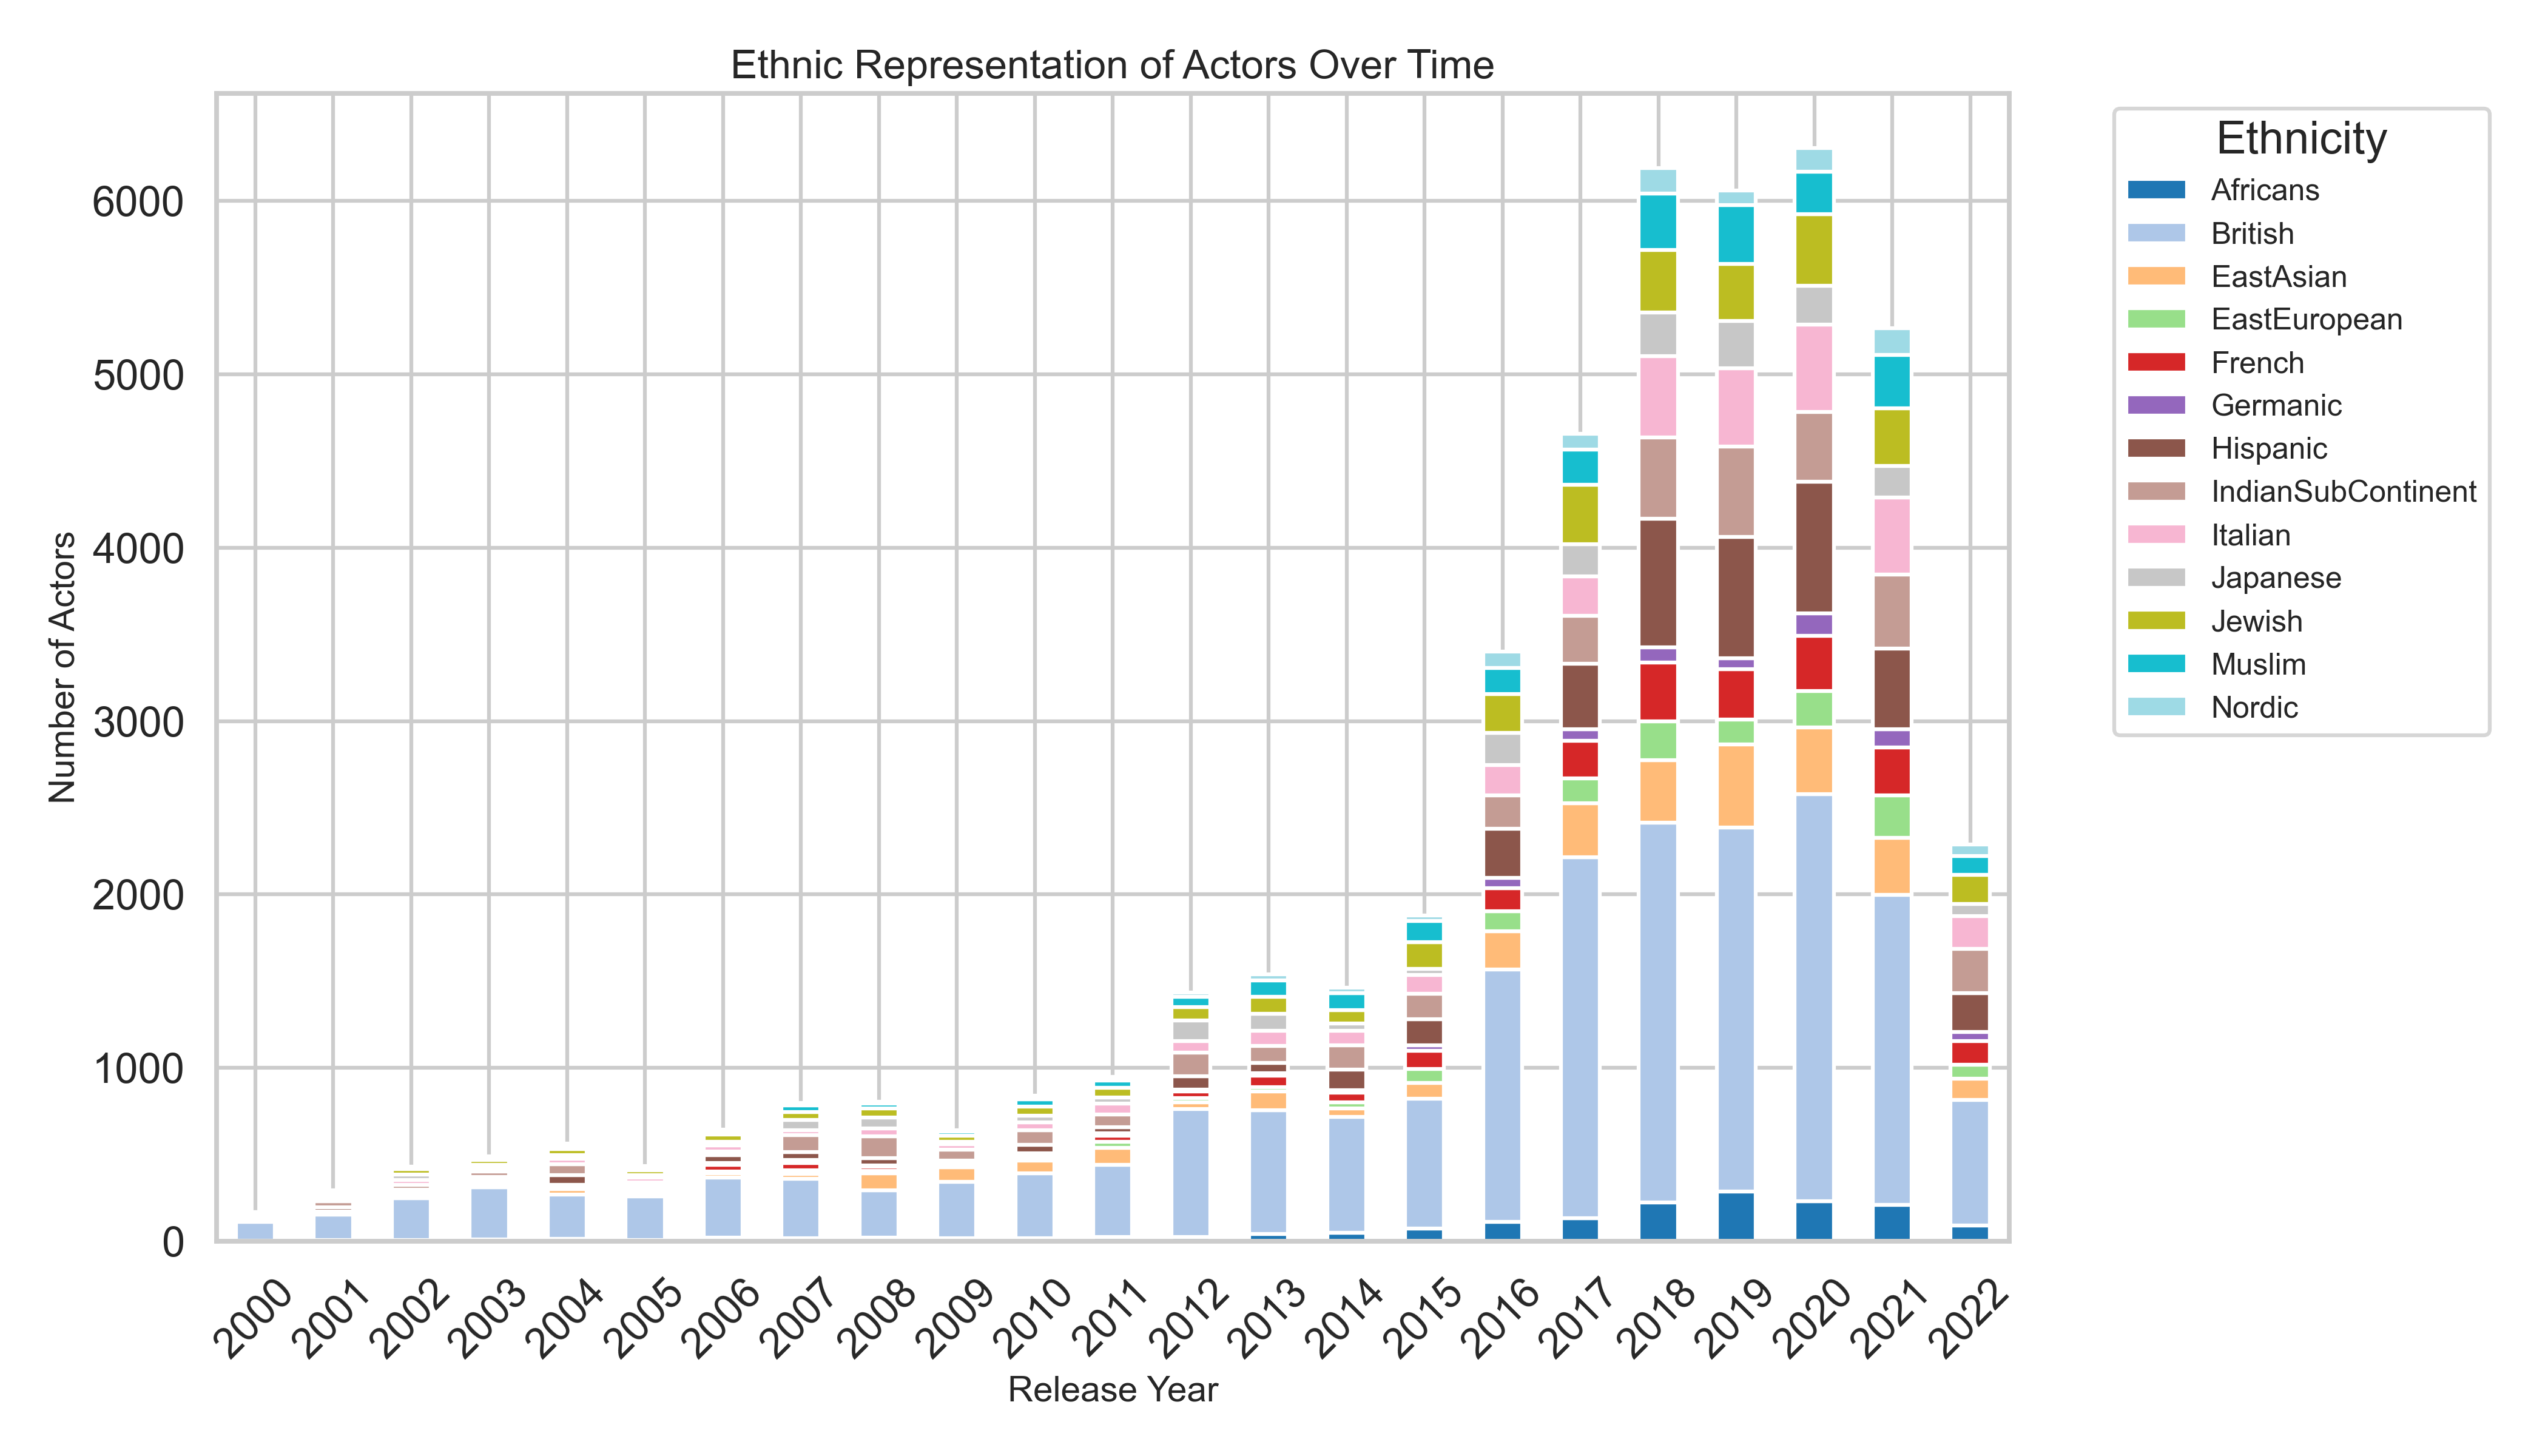 Ethnic Representation of Actors Over Time
Number of Actors
6000
5000
4000
3000
2000
1000
0
2000
2001
2002
2003
2004
2005
2006
2007
2008
2009
2010
2011
2012
2013
2014
2015
2016
2017
2018
2019
2020
2021
2022
Release Year
Ethnicity
Africans
British
EastAsian
EastEuropean
French
Germanic
Hispanic
IndianSubContinent
Italian
Japanese
Jewish
Muslim
Nordic